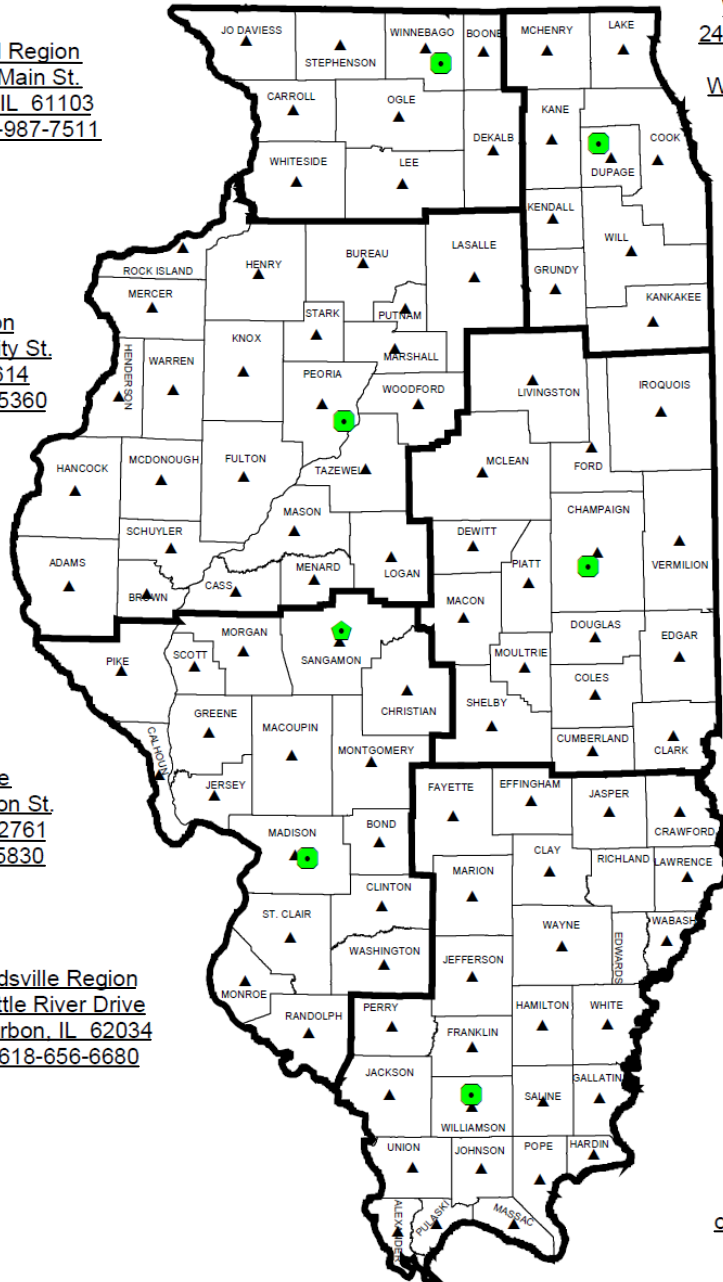 l Region
Main St.
IL 61103
-987-7511
24
W
on
ity St.
614
5360
e
on St.
2761
5830
dsville Region
ttle River Drive
rbon, IL 62034
618-656-6680
JO DAVIESS
STEPHENSON
WINNEBAGO
BOONE
MCHENRY
LAKE
CARROLL
OGLE
DEKALB
KANE
COOK
DUPAGE
WHITESIDE
LEE
KENDALL
WILL
GRUNDY
KANKAKEE
ROCK ISLAND
HENRY
BUREAU
LASALLE
MERCER
STARK
PUTNAM
HENDERSON
WARREN
KNOX
MARSHALL
PEORIA
WOODFORD
LIVINGSTON
IROQUOIS
HANCOCK
MCDONOUGH
FULTON
TAZEWELL
MCLEAN
FORD
MASON
CHAMPAIGN
SCHUYLER
DEWITT
VERMILION
ADAMS
BROWN
CASS
MENARD
LOGAN
PIATT
MACON
PIKE
SCOTT
MORGAN
SANGAMON
DOUGLAS
EDGAR
MOULTRIE
COLES
GREENE
MACOUPIN
CHRISTIAN
SHELBY
CALHOUN
MONTGOMERY
CUMBERLAND
CLARK
JERSEY
FAYETTE
EFFINGHAM
JASPER
CRAWFORD
MADISON
BOND
CLAY
RICHLAND
LAWRENCE
MARION
CLINTON
ST. CLAIR
WAYNE
EDWARDS
WABASH
WASHINGTON
JEFFERSON
MONROE
RANDOLPH
PERRY
HAMILTON
WHITE
FRANKLIN
JACKSON
SALINE
GALLATIN
WILLIAMSON
UNION
JOHNSON
POPE
HARDIN
ALEXANDER
PULASKI
MASSAC